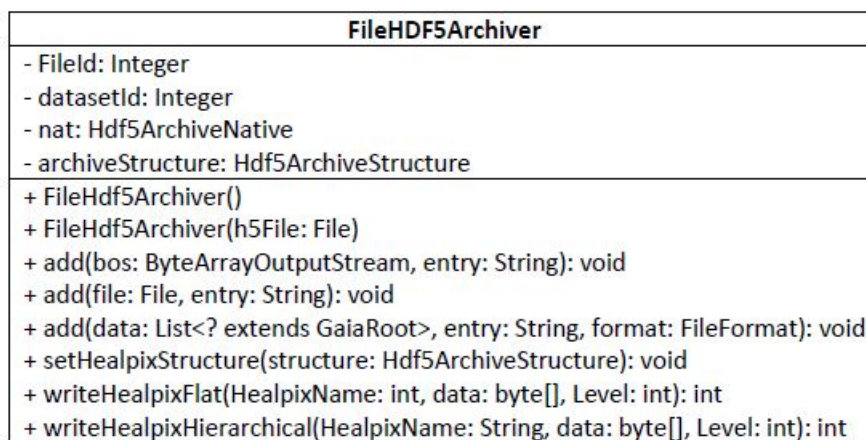 FileHDF5Archiver
- FileId: Integer
- datasetId: Integer
- nat: Hdf5ArchiveNative
- archiveStructure: Hdf5ArchiveStructure
+ FileHdf5Archiver()
+ FileHdf5Archiver(h5File: File)
+ add(bos: ByteArrayOutputStream, entry: String): void
+ add(file: File, entry: String): void
+ add(data: List<? extends GaiaRoot>, entry: String, format: FileFormat): void
+ setHealpixStructure(structure: Hdf5ArchiveStructure): void
+ writeHealpixFlat(HealpixName: int, data: byte[], Level: int): int
+ writeHealpixHierarchical(HealpixName: String, data: byte[], Level: int): int